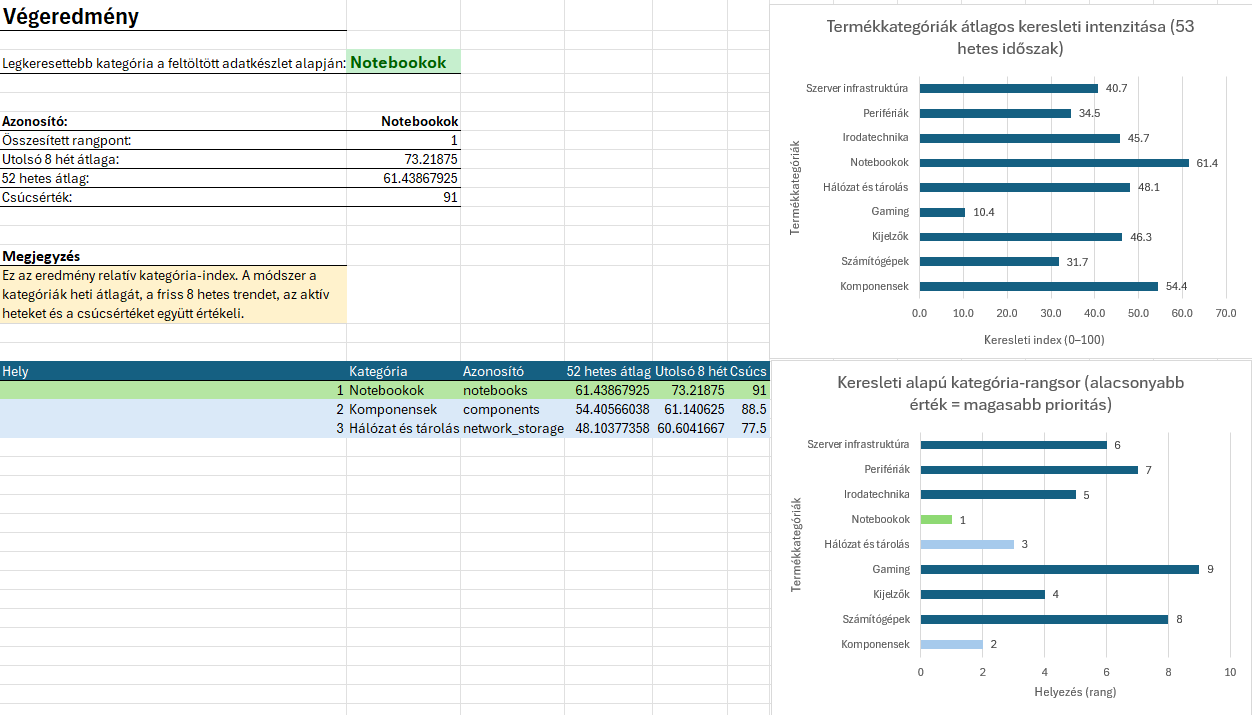 Végeredmény
Legkeresettebb kategória a feltöltött adatkészlet alapján: Notebookok
Azonosító: Notebookok
Összesített rangpont: 1
Utolsó 8 hét átlaga: 73.21875
52 hetes átlag: 61.43867925
Csúcsérték: 91
Megjegyzés
Ez az eredmény relatív kategória-index. A módszer a
kategóriák heti átlagát, a friss 8 hetes trendet, az aktív
heteket és a csúcsértéket együtt értékeli.
Hely Kategória Azonosító 52 hetes átlag Utolsó 8 hét Csúcs
1 Notebookok notebooks 61.43867925 73.21875 91
2 Komponensek components 54.40566038 61.140625 88.5
3 Hálózat és tárolás network_storage 48.10377358 60.6041667 77.5
Termékkategóriák átlagos keresleti intenzitása (53
hetes időszak)
Termékkategóriák
Szerver infrastruktúra 40.7
Perifériák 34.5
Irodatechnika 45.7
Notebookok 61.4
Hálózat és tárolás 48.1
Gaming 10.4
Kijelzők 46.3
Számítógépek 31.7
Komponensek 54.4
0.0 10.0 20.0 30.0 40.0 50.0 60.0 70.0
Keresleti index (0–100)
Keresleti alapú kategória-rangsor (alacsonyabb
érték = magasabb prioritás)
Termékkategóriák
Szerver infrastruktúra 6
Perifériák 7
Irodatechnika 5
Notebookok 1
Hálózat és tárolás 3
Gaming 9
Kijelzők 4
Számítógépek 8
Komponensek 2
0 2 4 6 8 10
Helyezés (rang)